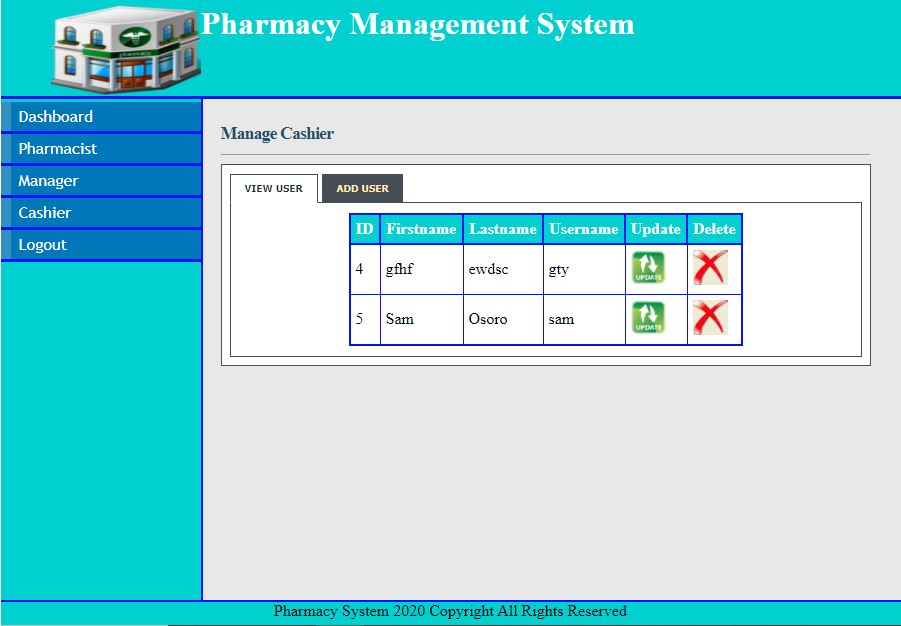 Pharmacy Management System
Dashboard
Pharmacist
Manager
Cashier
Logout
Manage Cashier
VIEW USER ADD USER
ID Firstname Lastname Username Update Delete
4 gfhf ewdsc gty UPDATE
5 Sam Osoro sam UPDATE
Pharmacy System 2020 Copyright All Rights Reserved